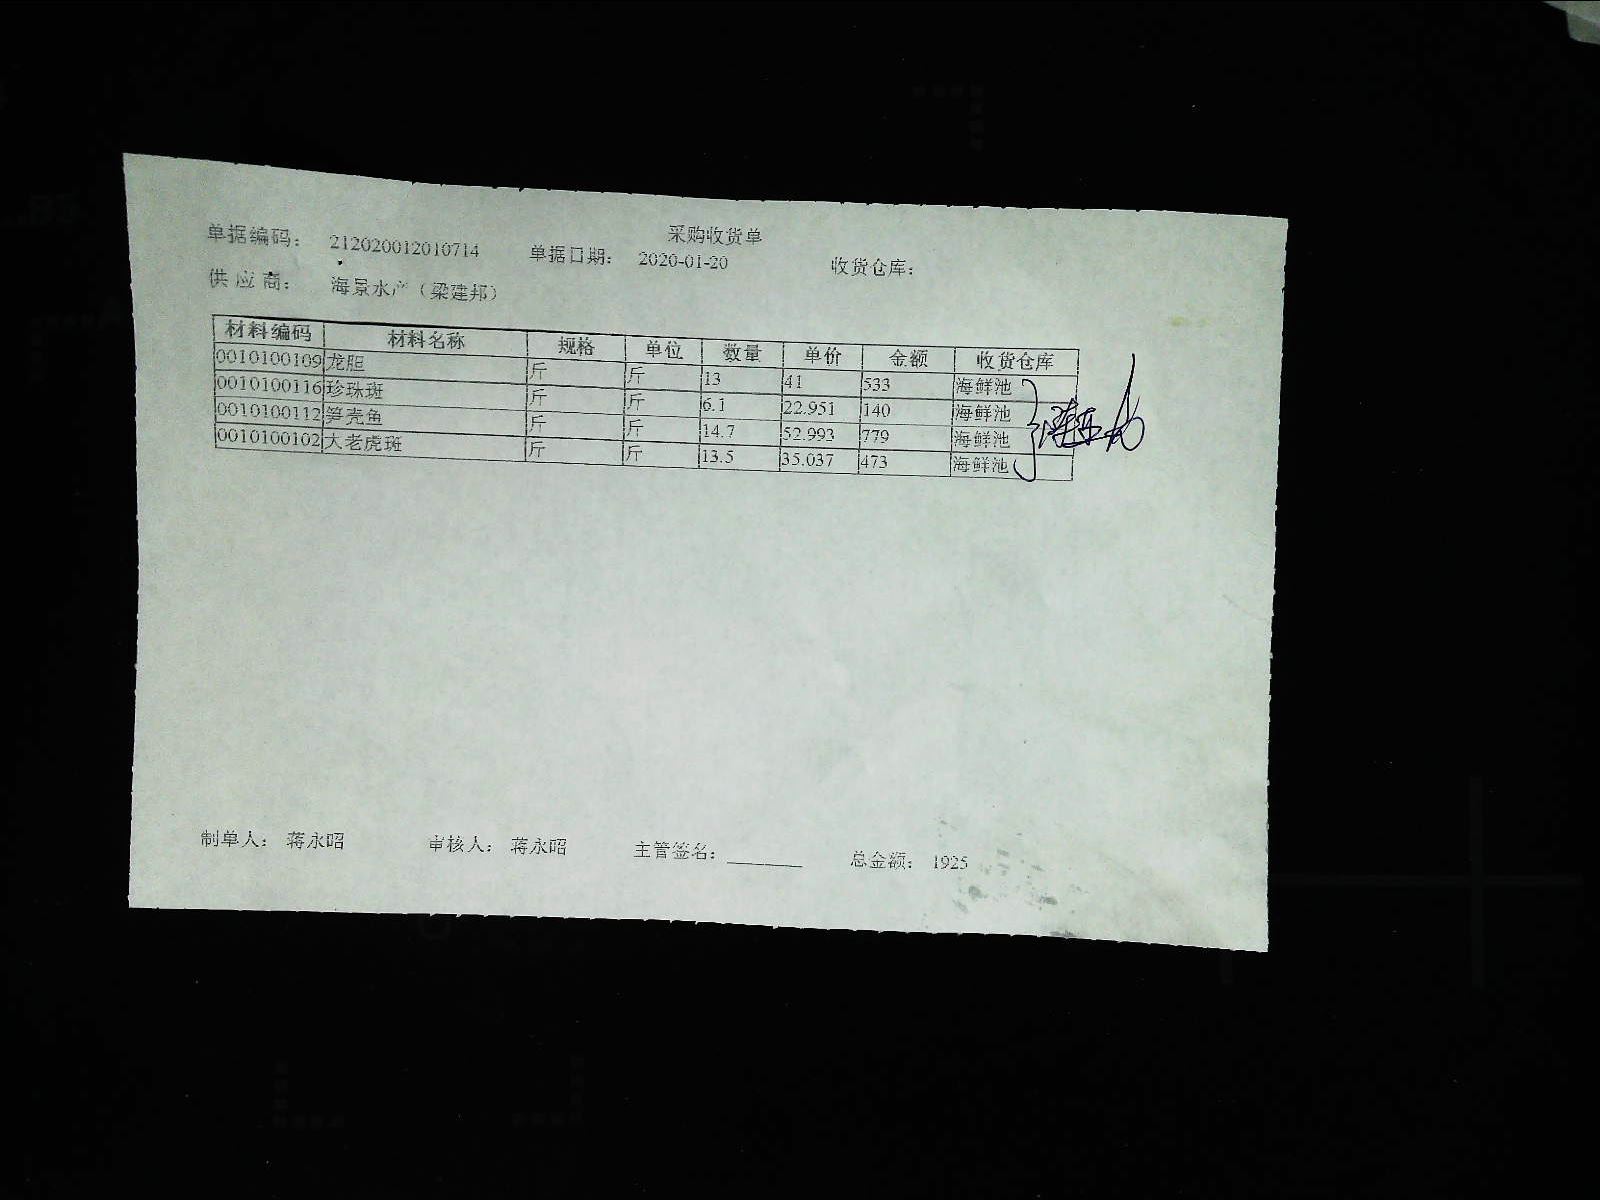 采购收货单
单据编码： 212020012010714 单据日期： 2020-01-20 收货仓库：
供应商： 海景水产（梁建邦）
材料编码 材料名称 规格 单位 数量 单价 金额 收货仓库
0010100109 龙胆 斤 斤 13 41 533 海鲜池
0010100116 珍珠斑 斤 斤 6.1 22.951 140 海鲜池
0010100112 笋壳鱼 斤 斤 14.7 52.993 779 海鲜池
0010100102 大老虎斑 斤 斤 13.5 35.037 473 海鲜池
制单人： 蒋永昭 审核人： 蒋永昭 主管签名： 总金额： 1925